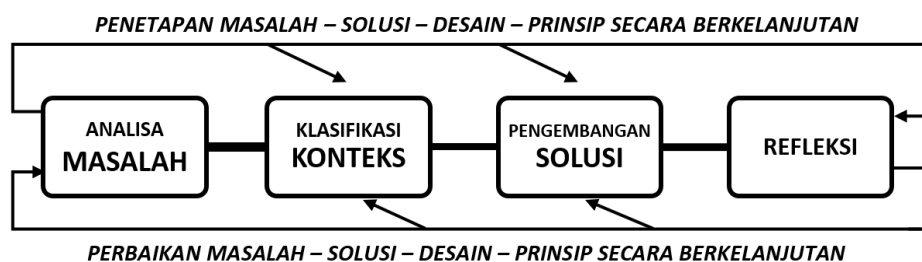 PENETAPAN MASALAH – SOLUSI – DESAIN – PRINSIP SECARA BERKELANJUTAN
ANALISA
MASALAH
KLASIFIKASI
KONTEKS
PENGEMBANGAN
SOLUSI
REFLEKSI
PERBAIKAN MASALAH – SOLUSI – DESAIN – PRINSIP SECARA BERKELANJUTAN